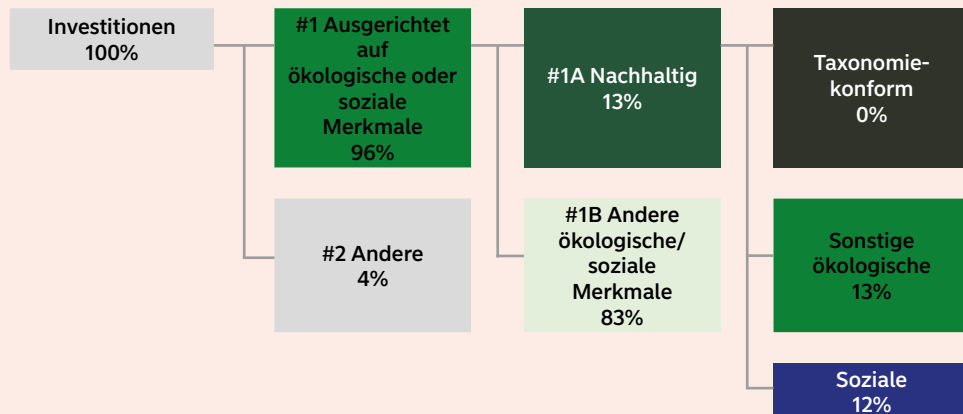 Investitionen
100%
#1 Ausgerichtet
auf
ökologische oder
soziale
Merkmale
96%
#2 Andere
4%
#1A Nachhaltig
13%
#1B Andere
ökologische/
soziale
Merkmale
83%
Taxonomie-
konform
0%
Sonstige
ökologische
13%
Soziale
12%